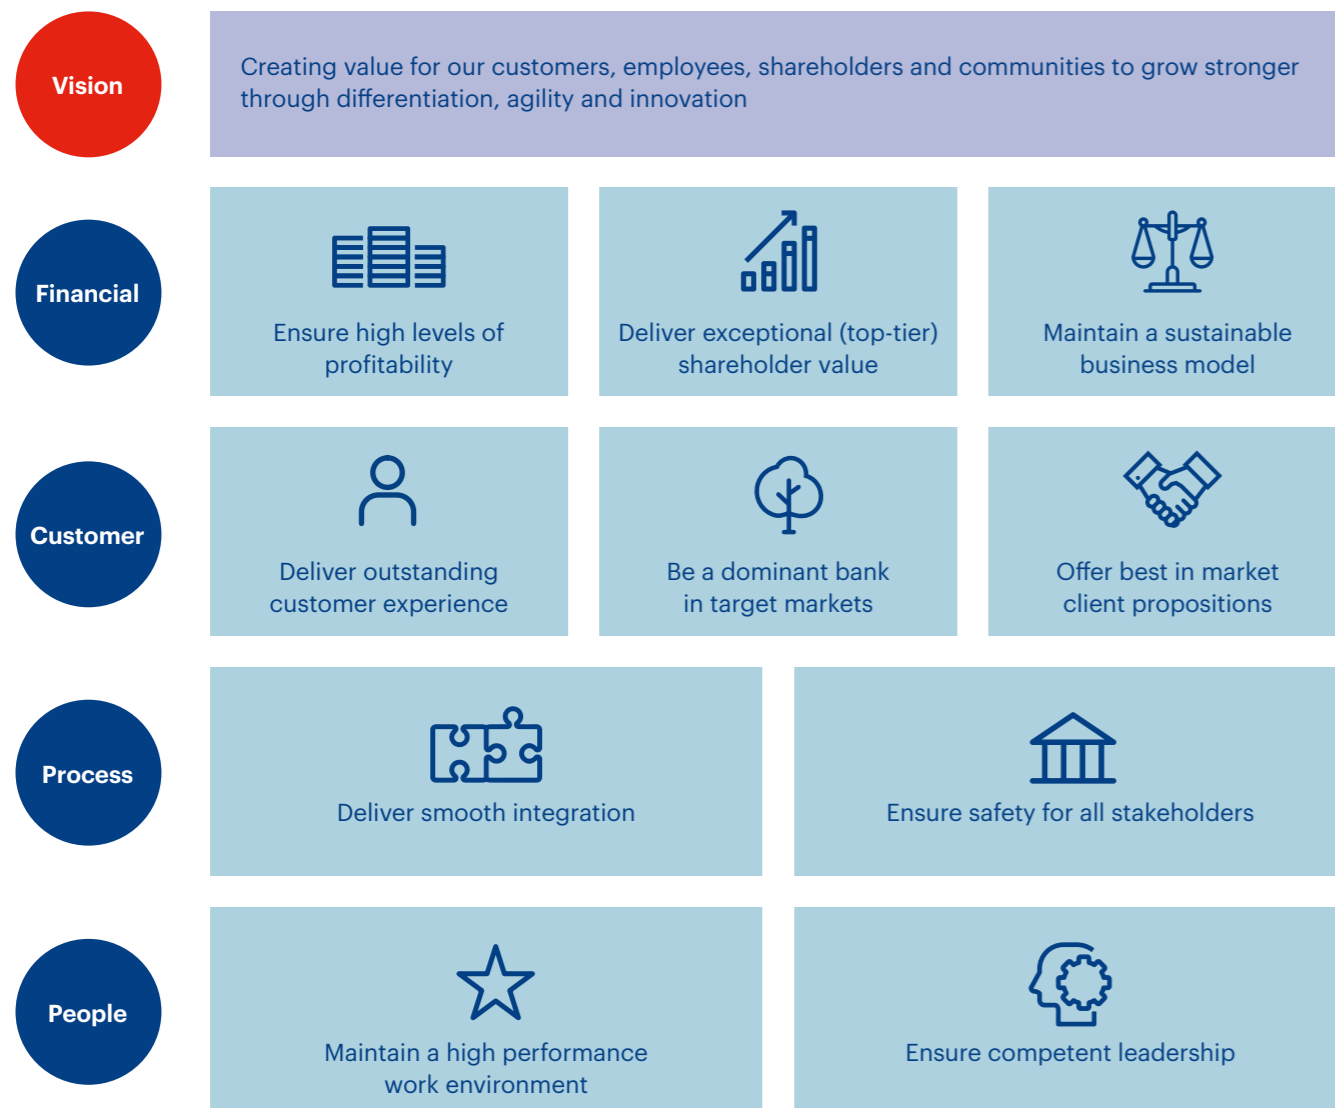 Vision
Creating value for our customers, employees, shareholders and communities to grow stronger
through differentiation, agility and innovation
Financial
Ensure high levels of
profitability
Deliver exceptional (top-tier)
shareholder value
Maintain a sustainable
business model
Customer
Deliver outstanding
customer experience
Be a dominant bank
in target markets
Offer best in market
client propositions
Process
Deliver smooth integration
Ensure safety for all stakeholders
People
Maintain a high performance
work environment
Ensure competent leadership